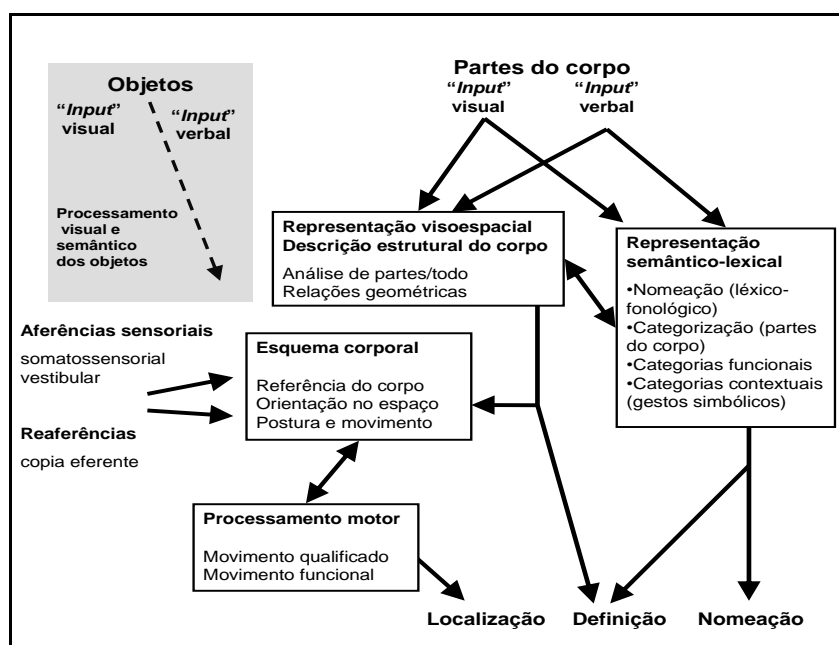 Objetos
“Input” visual
“Input” verbal
Processamento
visual e
semântico
dos objetos
Partes do corpo
“Input” visual
“Input” verbal
Representação visoespacial
Descrição estrutural do corpo
Análise de partes/todo
Relações geométricas
Representação
semântico-lexical
•Nomeação (léxico-
fonológico)
•Categorização (partes
do corpo)
•Categorias funcionais
•Categorias contextuais
(gestos simbólicos)
Aferências sensoriais
somatossensorial
vestibular
Reaferências
copia eferente
Esquema corporal
Referência do corpo
Orientação no espaço
Postura e movimento
Processamento motor
Movimento qualificado
Movimento funcional
Localização
Definição
Nomeação